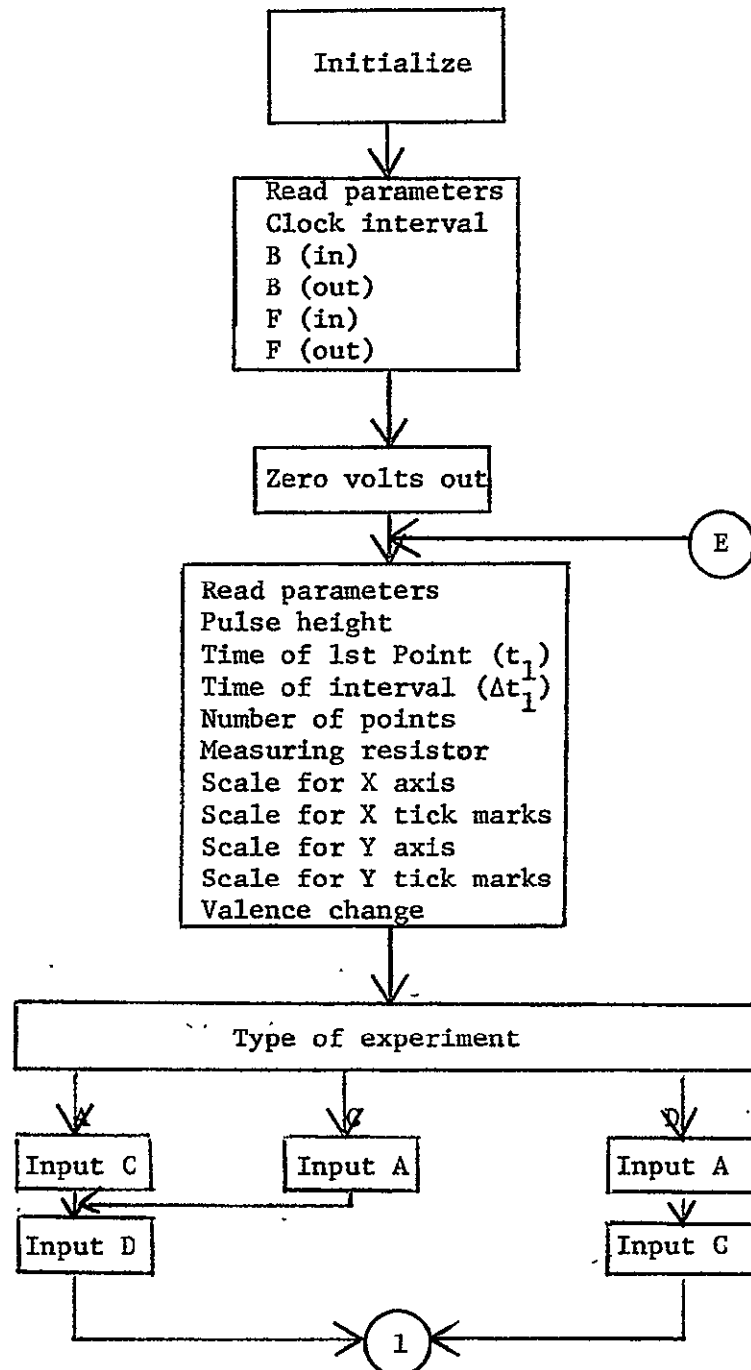 Initialize
Read parameters
Clock interval
B (in)
B (out)
F (in)
F (out)
Zero volts out
E
Read parameters
Pulse height
Time of 1st Point (t1)
Time of interval (Δt1)
Number of points
Measuring resistor
Scale for X axis
Scale for X tick marks
Scale for Y axis
Scale for Y tick marks
Valence change
Type of experiment
A C D
Input C Input A Input A
Input D Input C
1